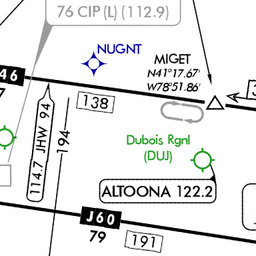 76 CIP (L) (112.9)
NUGNT
MIGET
N41°17.67'
W78°51.86'
46
138
114.7 JHW 94
194
Dubois Rgnl
(DUJ)
ALTOONA 122.2
J60
79
191